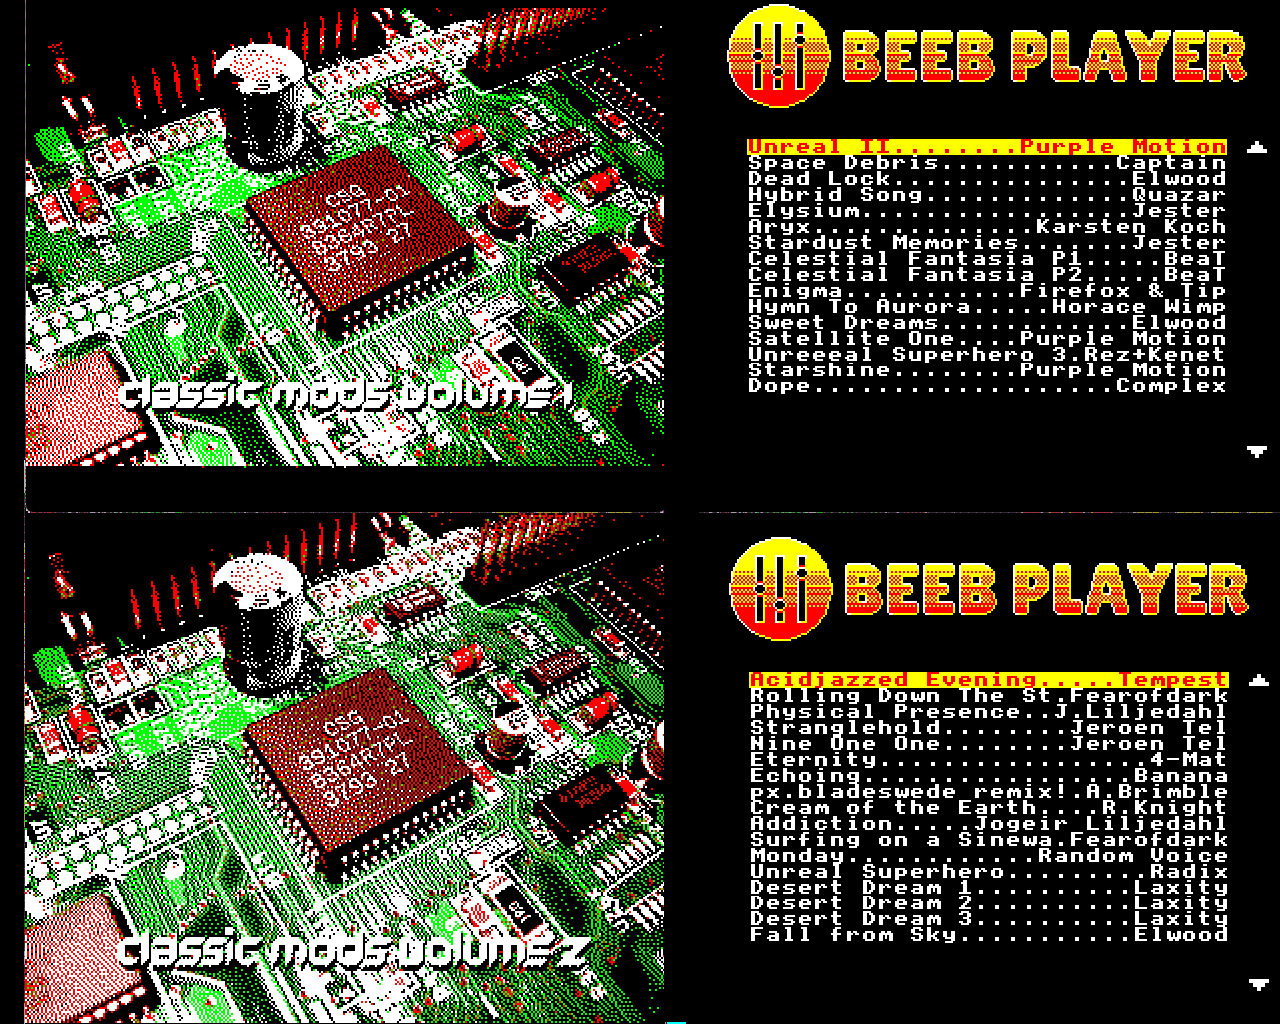 BEEB PLAYER
Unreal II........Purple Motion
Space Debris...........Captain
Dead Lock...............Elwood
Hybrid Song.............Quazar
Elysium.................Jester
Aryx..............Karsten Koch
Stardust Memories.......Jester
Celestial Fantasia P1.....BeaT
Celestial Fantasia P2.....BeaT
Enigma...........Firefox & Tip
Hymn To Aurora.....Horace Wimp
Sweet Dreams............Elwood
Satellite One....Purple Motion
Unreeeal Superhero 3.Rez+Kenet
Starshine........Purple Motion
Dope...................Complex
classic mods volume 1
BEEB PLAYER
Acidjazzed Evening.....Tempest
Rolling Down The St.Fearofdark
Physical Presence..J.Liljedahl
Stranglehold........Jeroen Tel
Nine One One........Jeroen Tel
Eternity.................4-Mat
Echoing.................Banana
px.bladeswede remix!.A.Brimble
Cream of the Earth....R.Knight
Addiction.....Jogeir Liljedahl
Surfing on a Sinewa.Fearofdark
Monday............Random Voice
Unreal Superhero.........Radix
Desert Dream 1..........Laxity
Desert Dream 2..........Laxity
Desert Dream 3..........Laxity
Fall from Sky...........Elwood
classic mods volume 2